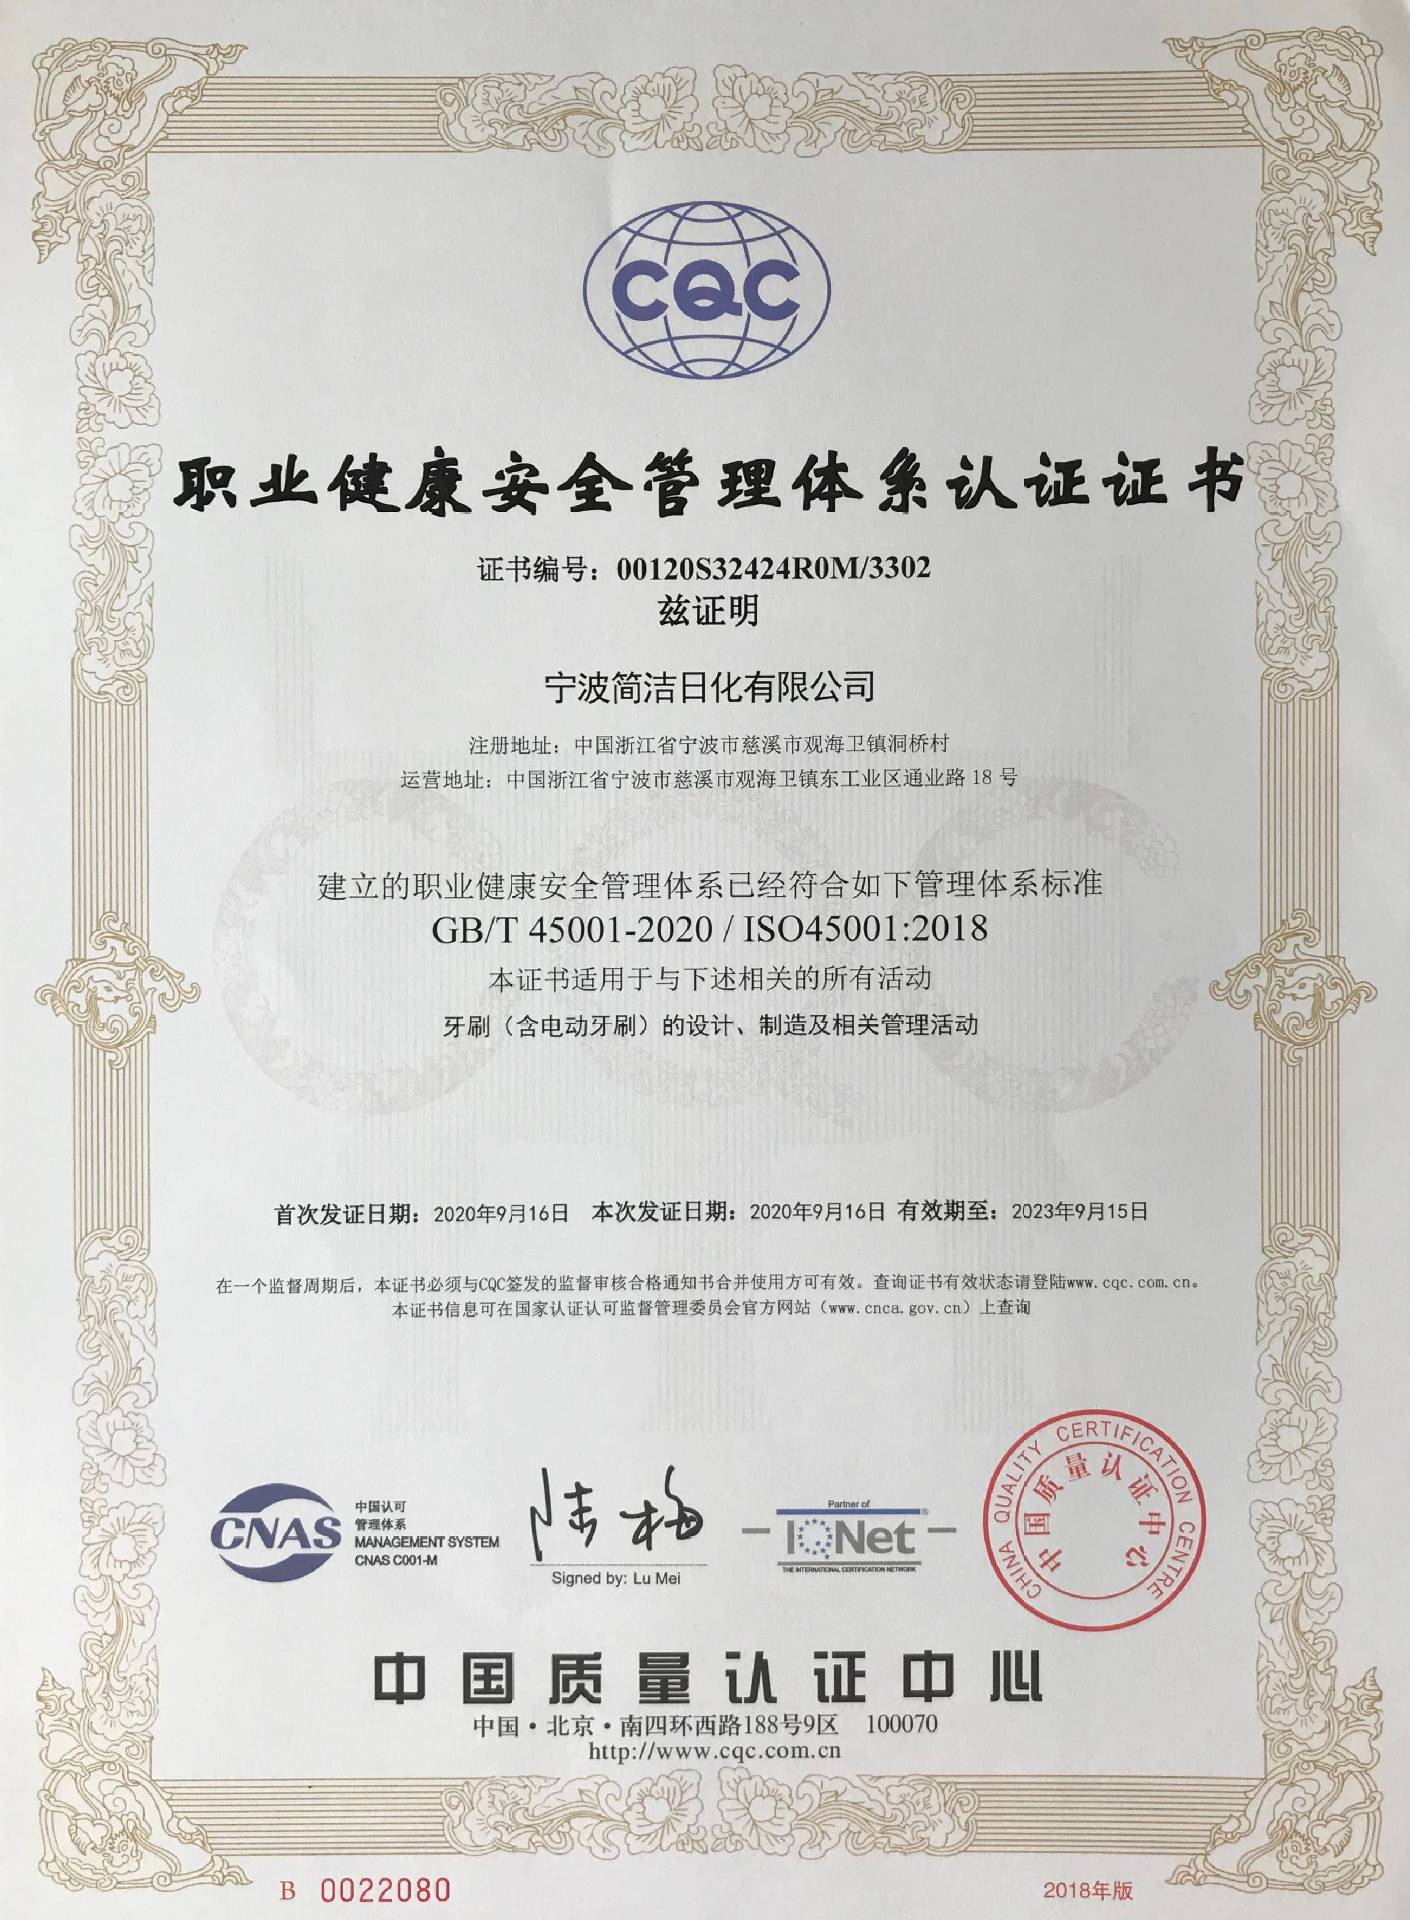 CQC
职业健康安全管理体系认证证书
证书编号：00120S32424R0M/3302
兹证明
宁波简洁日化有限公司
注册地址：中国浙江省宁波市慈溪市观海卫镇洞桥村
运营地址：中国浙江省宁波市慈溪市观海卫镇东工业区通业路 18 号
建立的职业健康安全管理体系已经符合如下管理体系标准
GB/T 45001-2020 / ISO45001:2018
本证书适用于与下述相关的所有活动
牙刷（含电动牙刷）的设计、制造及相关管理活动
首次发证日期：2020年9月16日 本次发证日期：2020年9月16日 有效期至：2023年9月15日
在一个监督周期后，本证书必须与CQC签发的监督审核合格通知书合并使用方可有效。查询证书有效状态请登陆www.cqc.com.cn。
本证书信息可在国家认证认可监督管理委员会官方网站（www.cnca.gov.cn）上查询
CNAS
中国认可
管理体系
MANAGEMENT SYSTEM
CNAS C001-M
陆梅
Signed by: Lu Mei
Partner of
IQNet ®
THE INTERNATIONAL CERTIFICATION NETWORK
CHINA QUALITY CERTIFICATION CENTRE
中国质量认证中心
中国质量认证中心
中国·北京·南四环西路188号9区 100070
http://www.cqc.com.cn
B 0022080
2018年版